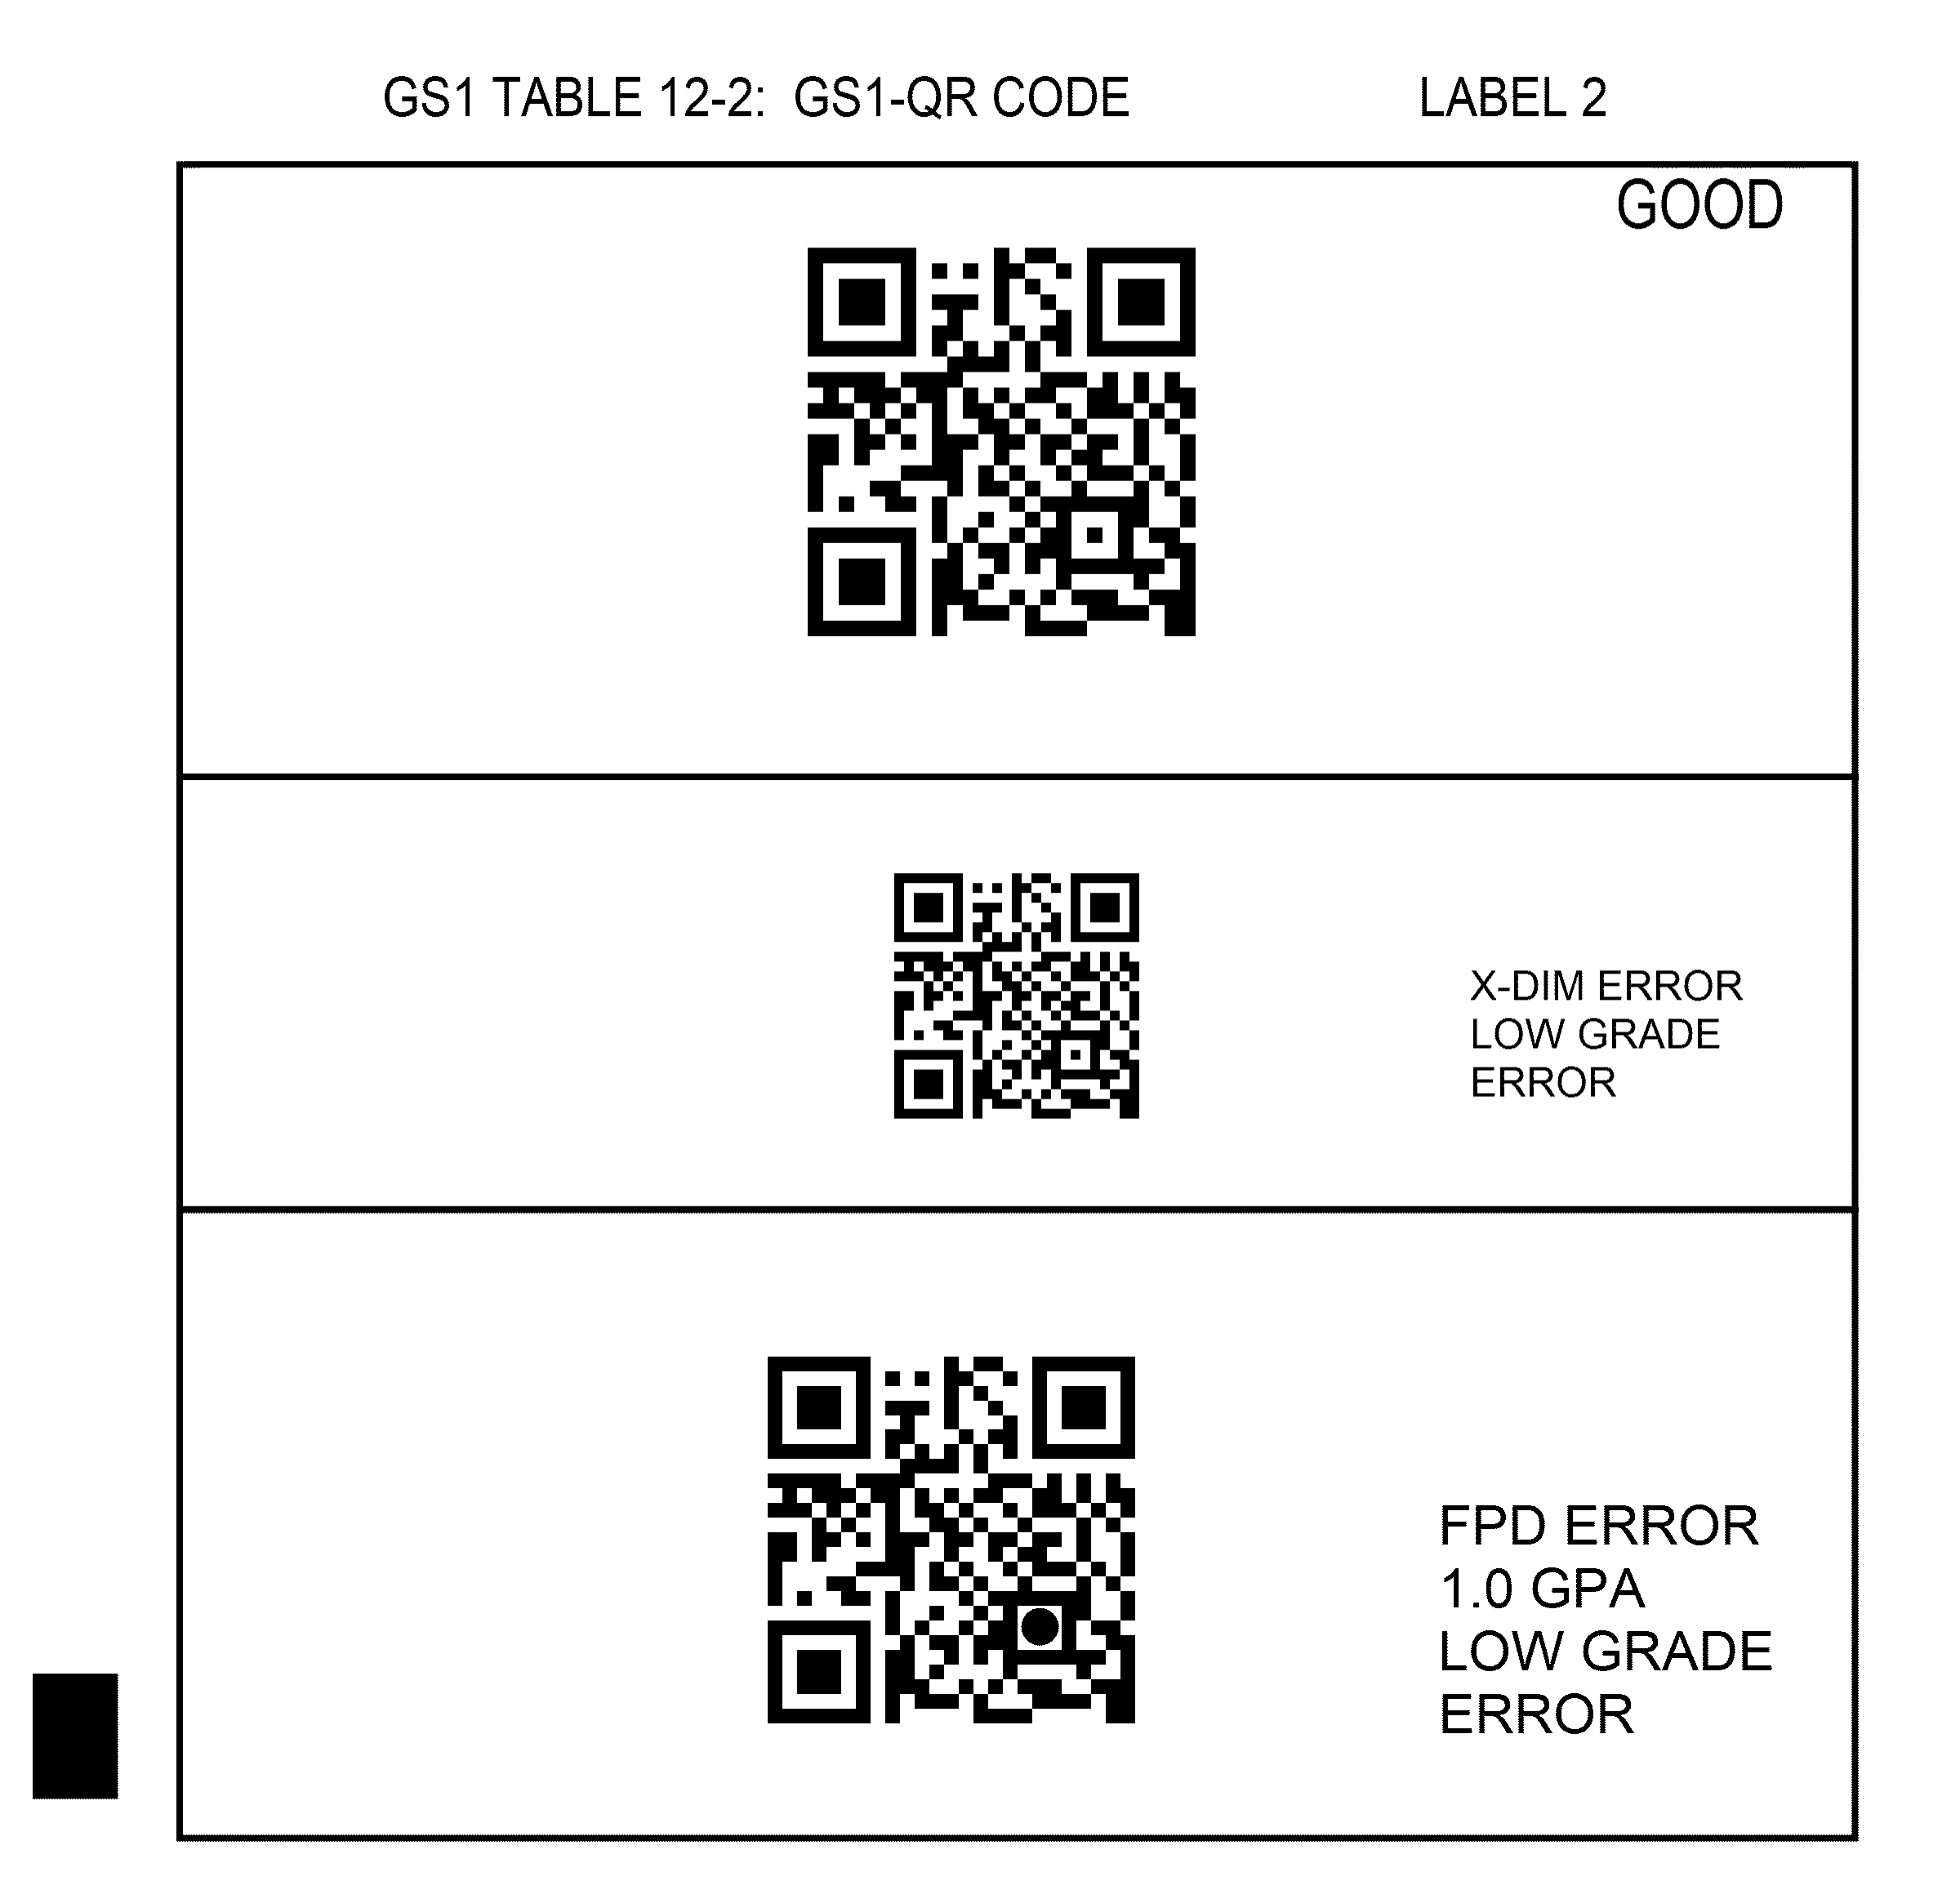 GS1 TABLE 12-2: GS1-QR CODE LABEL 2
GOOD
X-DIM ERROR
LOW GRADE
ERROR
FPD ERROR
1.0 GPA
LOW GRADE
ERROR